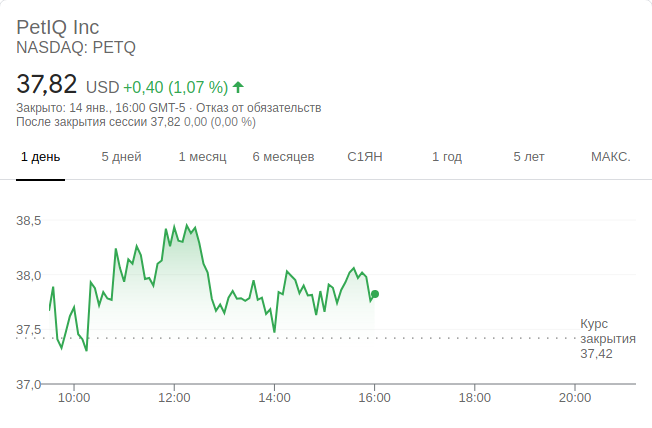 PetIQ Inc
NASDAQ: PETQ
37,82 USD +0,40 (1,07 %)
Закрыто: 14 янв., 16:00 GMT-5 · Отказ от обязательств
После закрытия сессии 37,82 0,00 (0,00 %)
1 день 5 дней 1 месяц 6 месяцев С1ЯН 1 год 5 лет МАКС.
38,5
38,0
37,5
Курс
закрытия
37,42
37,0
10:00 12:00 14:00 16:00 18:00 20:00